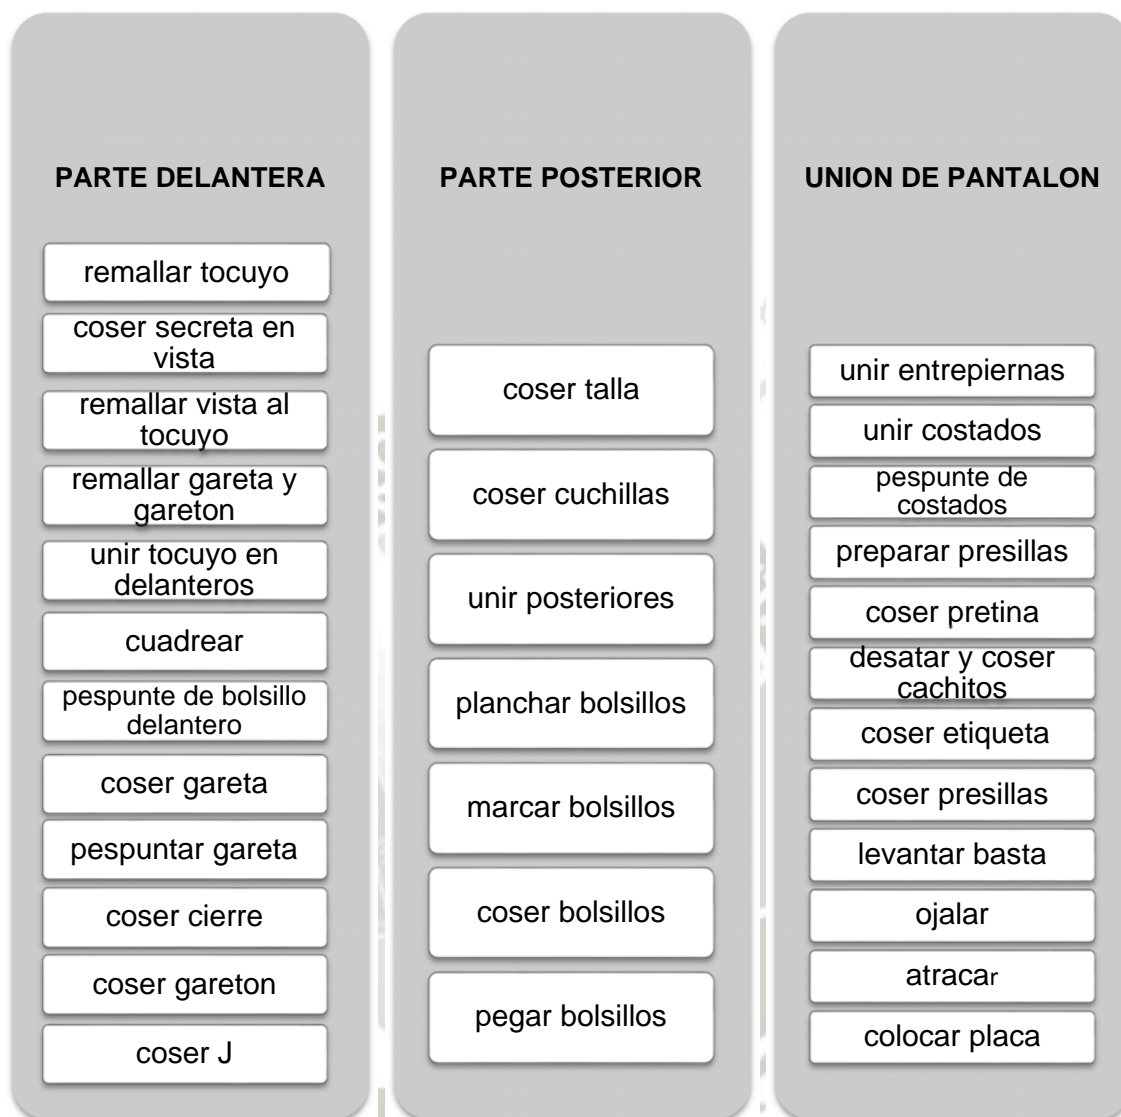 PARTE DELANTERA
remallar tocuyo
coser secreta en
vista
remallar vista al
tocuyo
remallar gareta y
gareton
unir tocuyo en
delanteros
cuadrear
pespunte de bolsillo
delantero
coser gareta
pespuntar gareta
coser cierre
coser gareton
coser J
PARTE POSTERIOR
coser talla
coser cuchillas
unir posteriores
planchar bolsillos
marcar bolsillos
coser bolsillos
pegar bolsillos
UNION DE PANTALON
unir entrepiernas
unir costados
pespunte de
costados
preparar presillas
coser pretina
desatar y coser
cachitos
coser etiqueta
coser presillas
levantar basta
ojalar
atracar
colocar placa